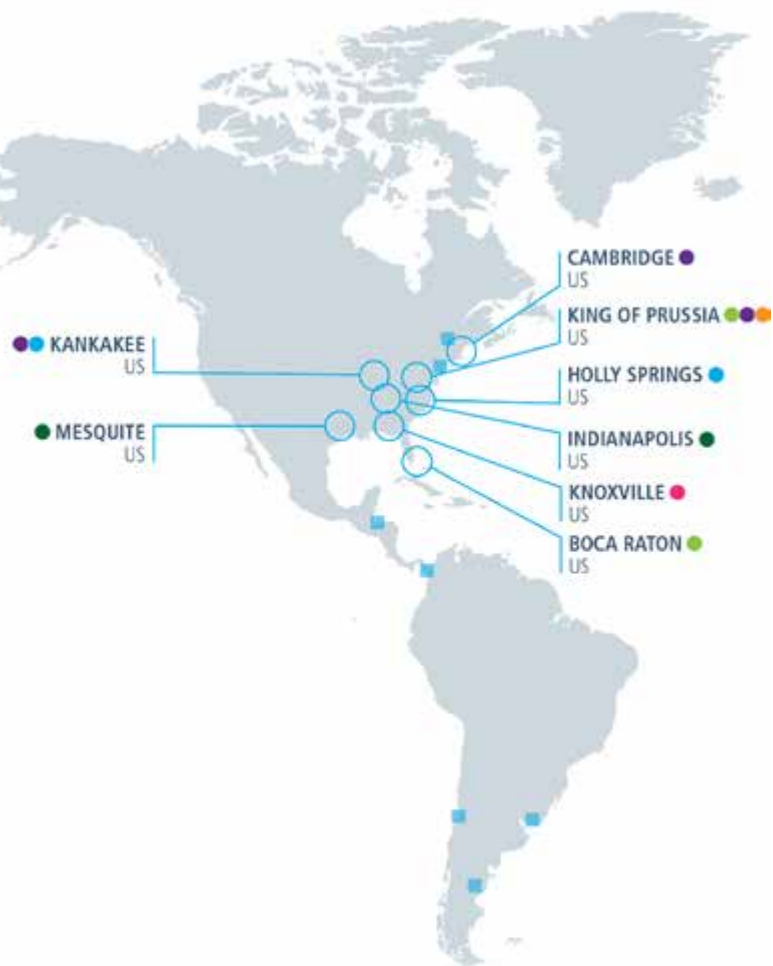 CAMBRIDGE
US
KING OF PRUSSIA
US
KANKAKEE
US
HOLLY SPRINGS
US
MESQUITE
US
INDIANAPOLIS
US
KNOXVILLE
US
BOCA RATON
US